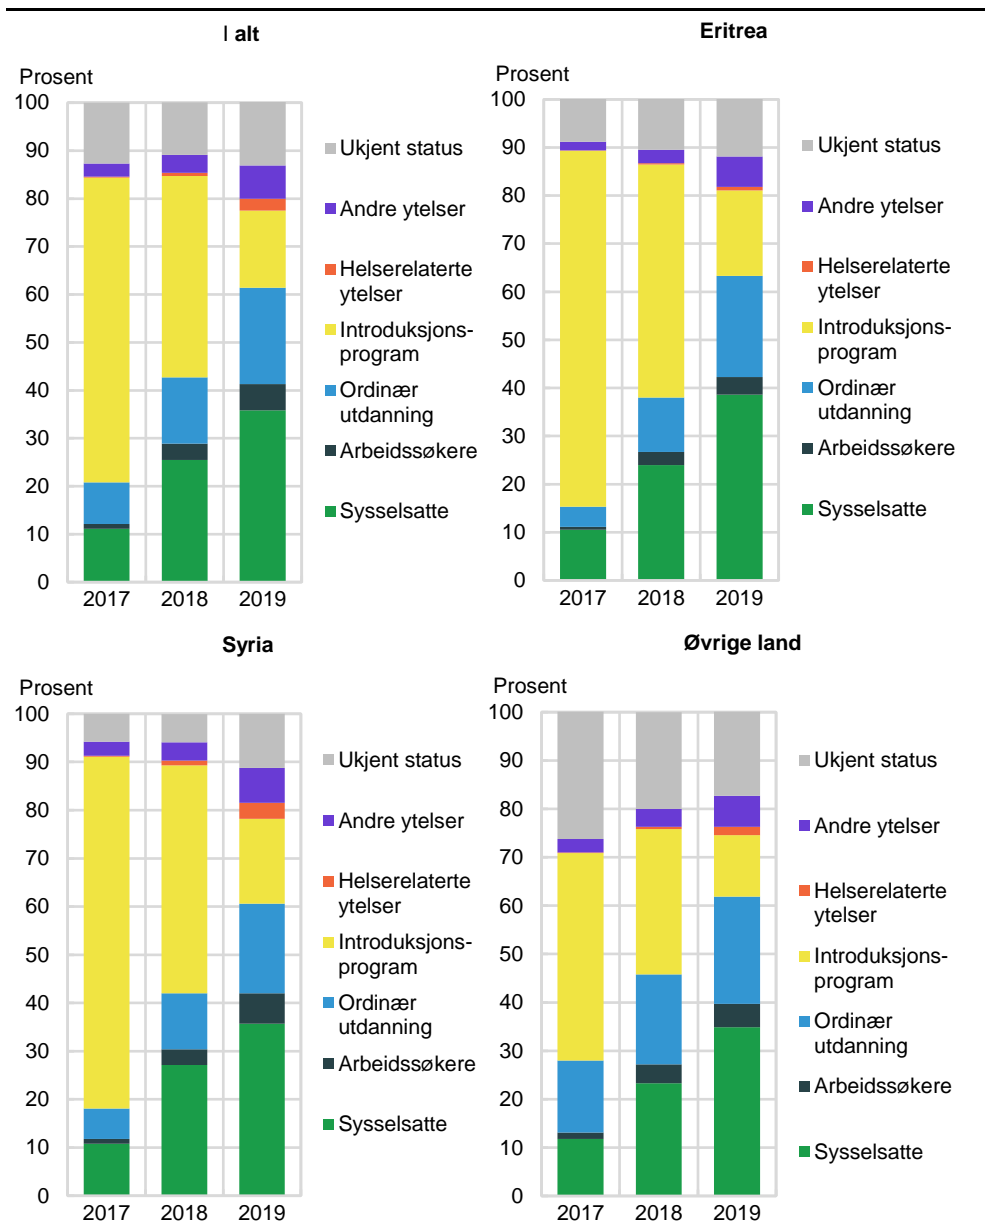 I alt
Prosent
100
90
80
70
60
50
40
30
20
10
0
2017 2018 2019
Ukjent status
Andre ytelser
Helserelaterte
ytelser
Introduksjons-
program
Ordinær
utdanning
Arbeidssøkere
Sysselsatte
Eritrea
Prosent
100
90
80
70
60
50
40
30
20
10
0
2017 2018 2019
Ukjent status
Andre ytelser
Helserelaterte
ytelser
Introduksjons-
program
Ordinær
utdanning
Arbeidssøkere
Sysselsatte
Syria
Prosent
100
90
80
70
60
50
40
30
20
10
0
2017 2018 2019
Ukjent status
Andre ytelser
Helserelaterte
ytelser
Introduksjons-
program
Ordinær
utdanning
Arbeidssøkere
Sysselsatte
Øvrige land
Prosent
100
90
80
70
60
50
40
30
20
10
0
2017 2018 2019
Ukjent status
Andre ytelser
Helserelaterte
ytelser
Introduksjons-
program
Ordinær
utdanning
Arbeidssøkere
Sysselsatte